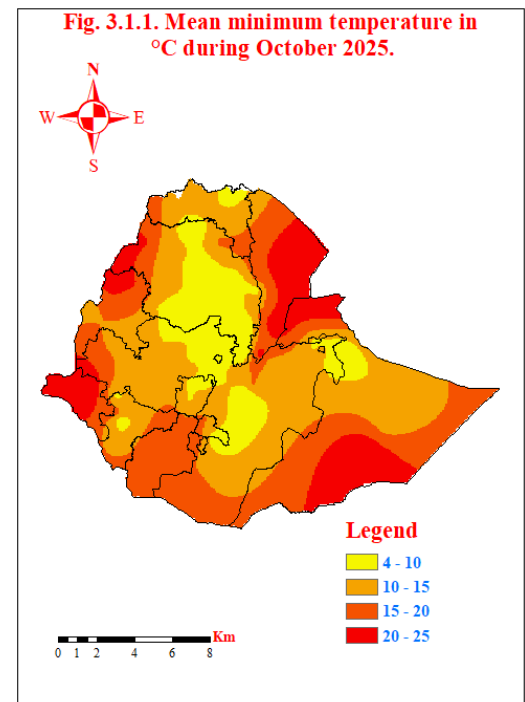 Fig. 3.1.1. Mean minimum temperature in
°C during October 2025.
N
W E
S
Legend
4 - 10
10 - 15
15 - 20
20 - 25
Km
0 1 2 4 6 8